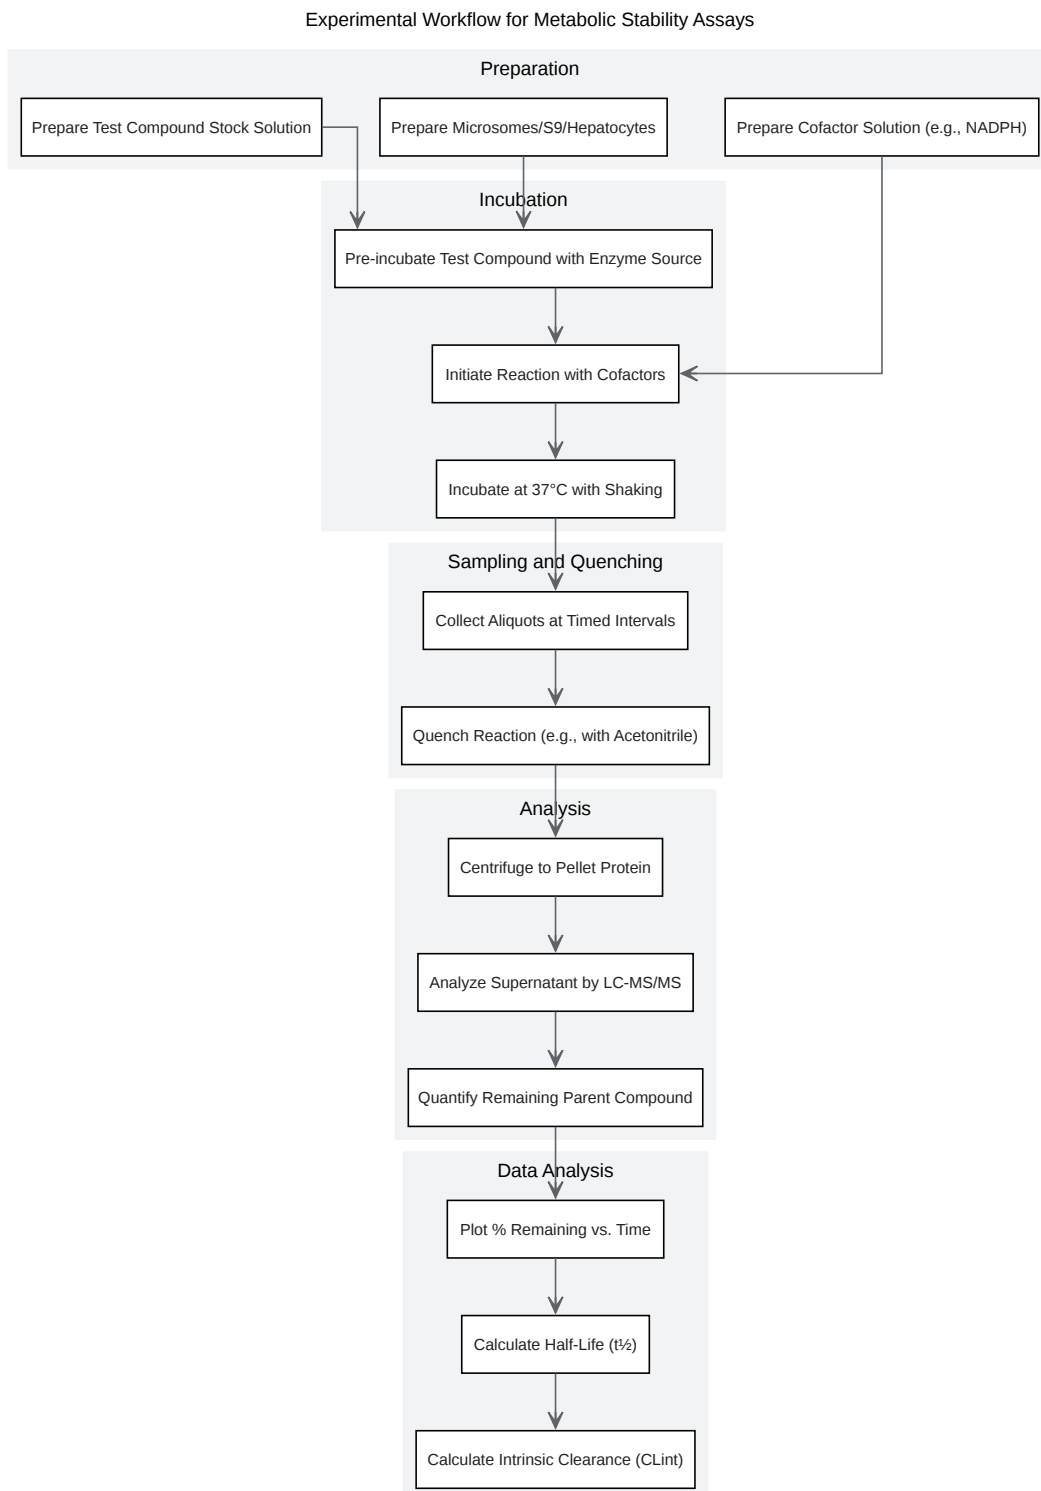 Experimental Workflow for Metabolic Stability Assays
Preparation
Prepare Test Compound Stock Solution
Prepare Microsomes/S9/Hepatocytes
Prepare Cofactor Solution (e.g., NADPH)
Incubation
Pre-incubate Test Compound with Enzyme Source
Initiate Reaction with Cofactors
Incubate at 37°C with Shaking
Sampling and Quenching
Collect Aliquots at Timed Intervals
Quench Reaction (e.g., with Acetonitrile)
Analysis
Centrifuge to Pellet Protein
Analyze Supernatant by LC-MS/MS
Quantify Remaining Parent Compound
Data Analysis
Plot % Remaining vs. Time
Calculate Half-Life (t½)
Calculate Intrinsic Clearance (CLint)